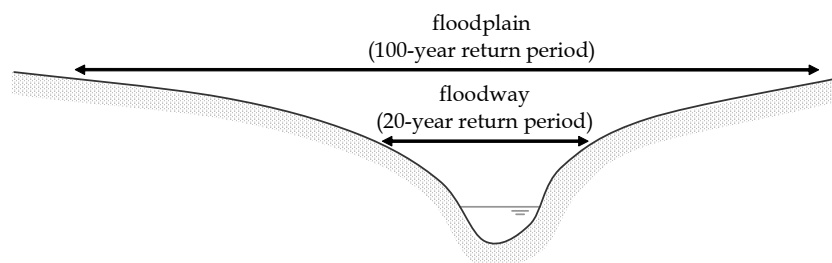 floodplain
(100-year return period)
floodway
(20-year return period)